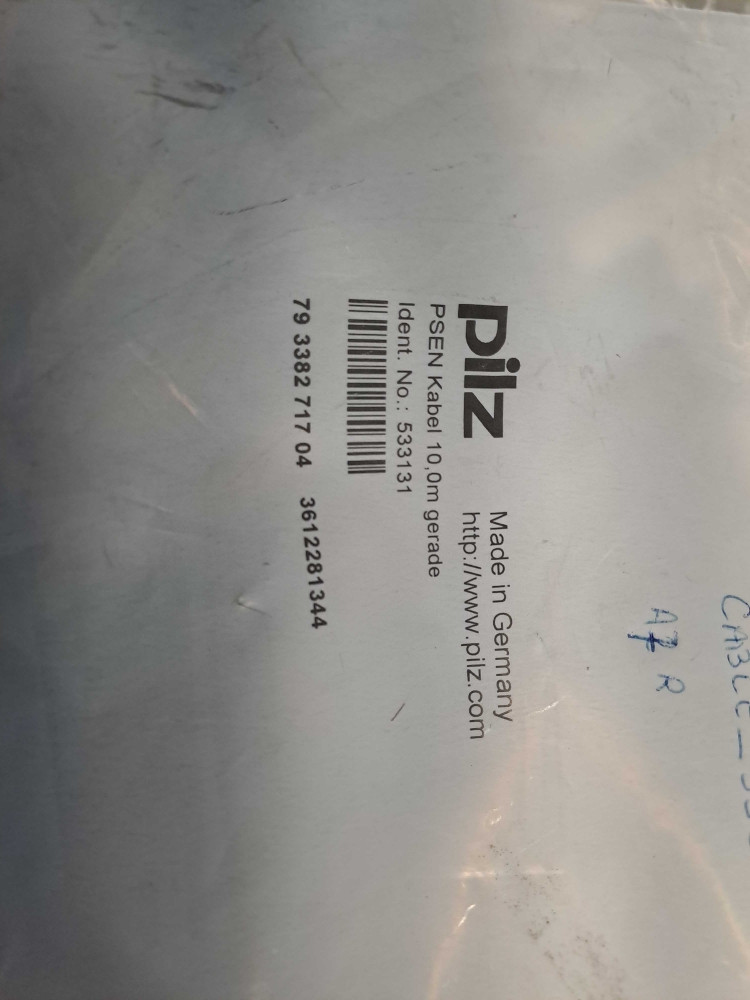 pilz
Made in Germany
http://www.pilz.com
PSEN Kabel 10,0m gerade
Ident. No.: 533131
79 3382 717 04 3612281344